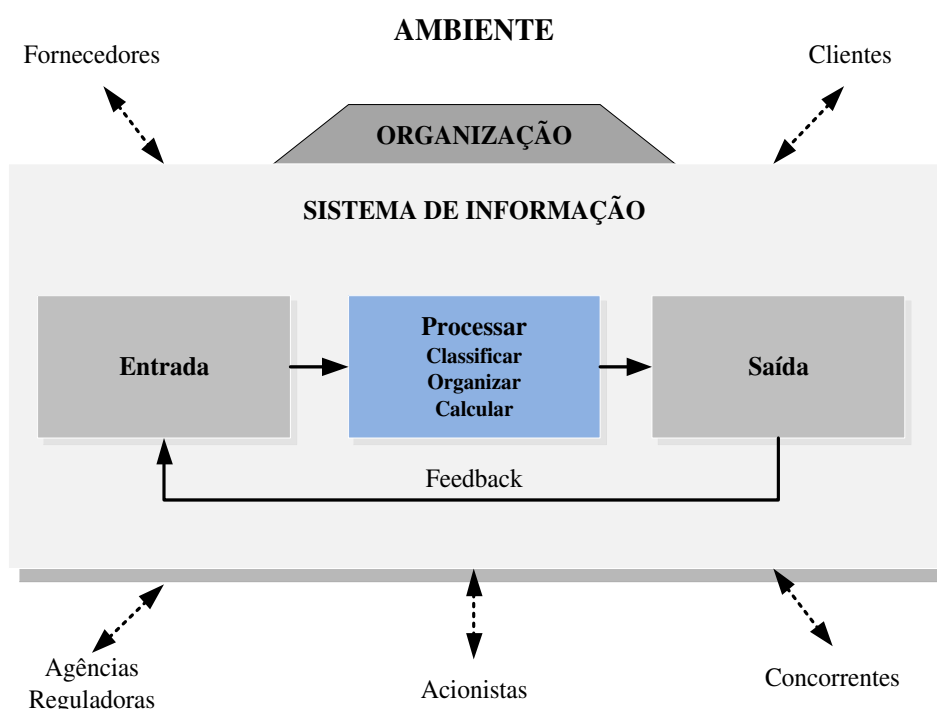 AMBIENTE
Fornecedores
Clientes
ORGANIZAÇÃO
SISTEMA DE INFORMAÇÃO
Entrada
Processar
Classificar
Organizar
Calcular
Saída
Feedback
Agências
Reguladoras
Acionistas
Concorrentes